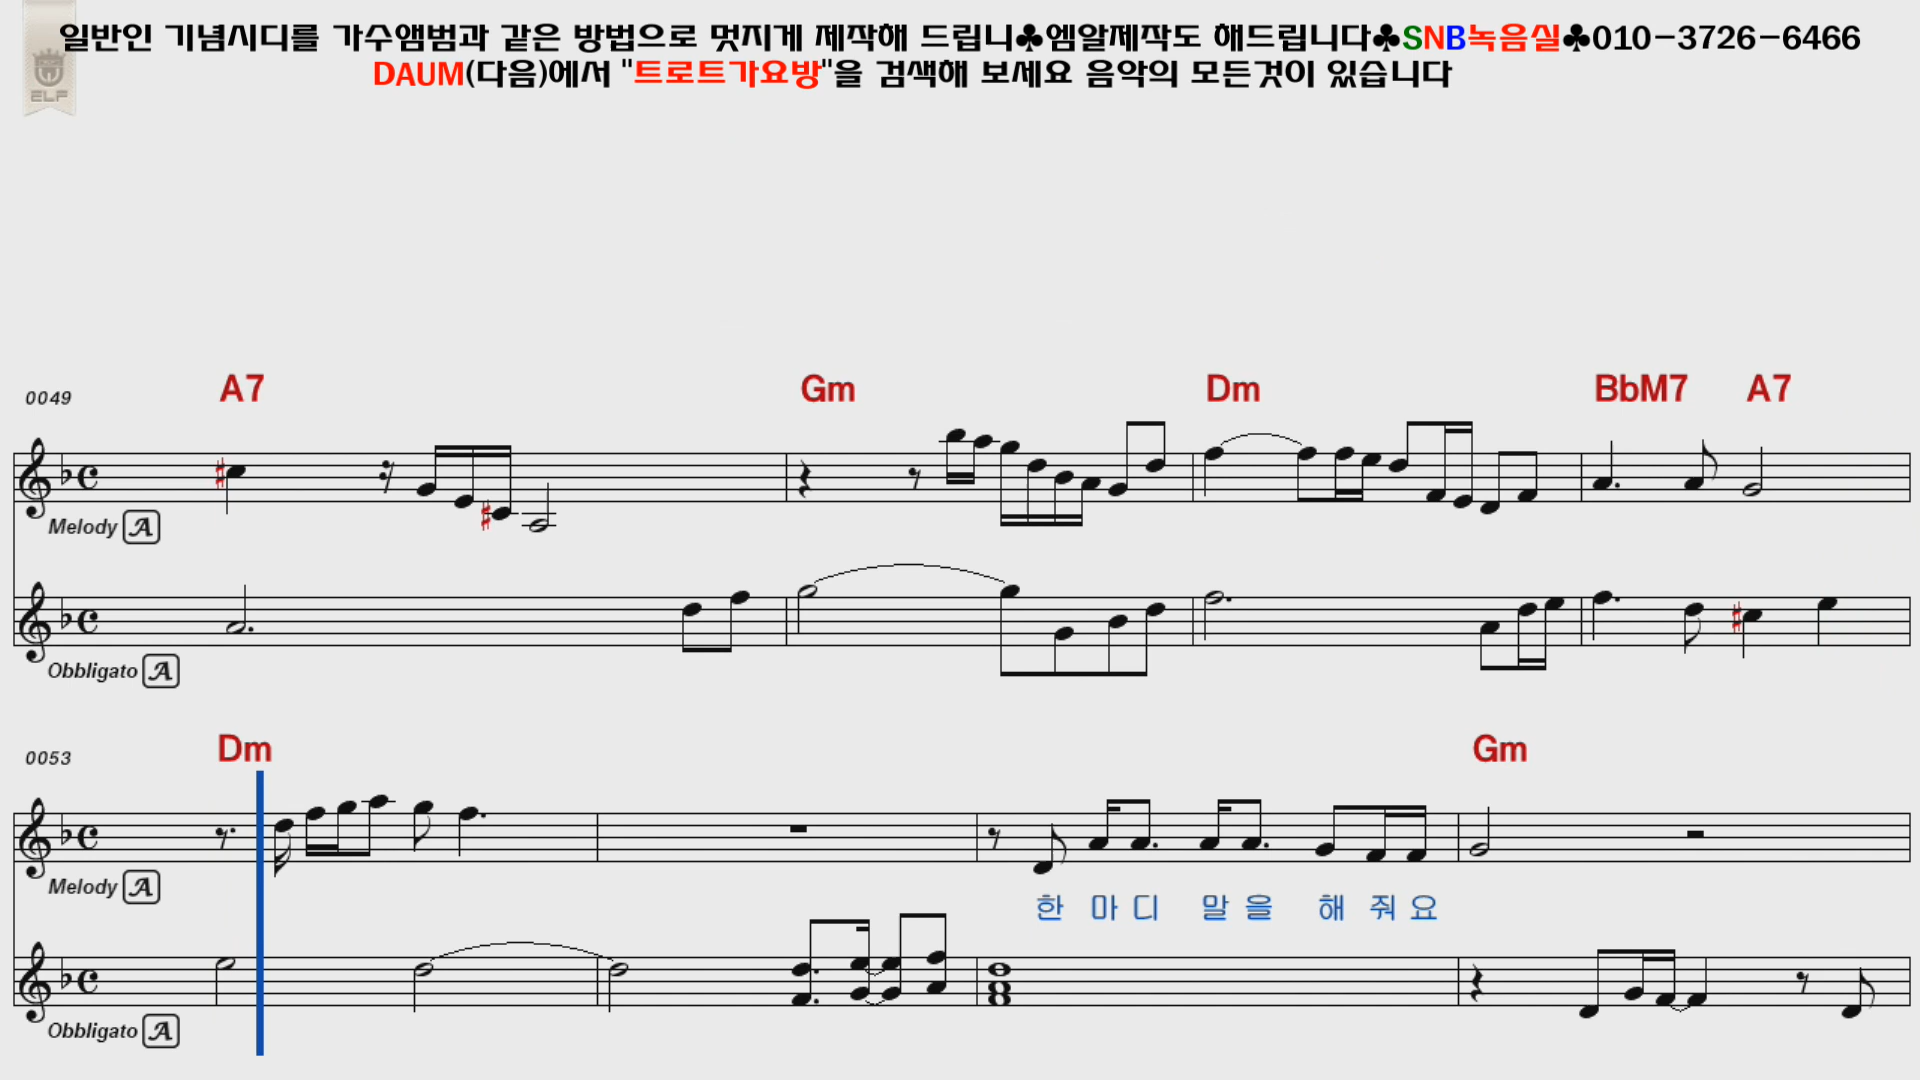 일반인 기념시디를 가수앨범과 같은 방법으로 멋지게 제작해 드립니♣엠알제작도 해드립니다♣SNB녹음실♣010-3726-6466
DAUM(다음)에서 "트로트가요방"을 검색해 보세요 음악의 모든것이 있습니다
ELF
A7 Gm Dm BbM7 A7
0049
Melody A
Obbligato A
Dm Gm
0053
Melody A
한 마 디 말 을 해 줘 요
Obbligato A